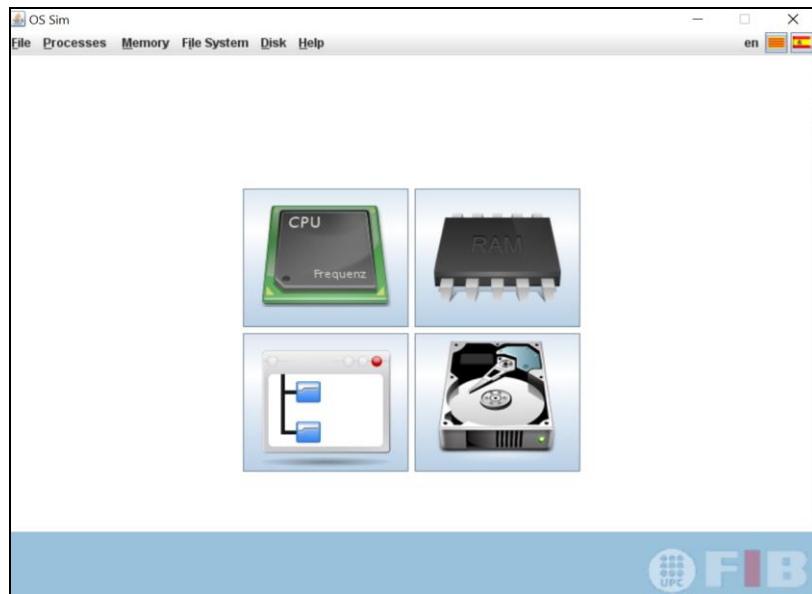 OS Sim
File Processes Memory File System Disk Help en
CPU
Frequenz
RAM
UPC FIB